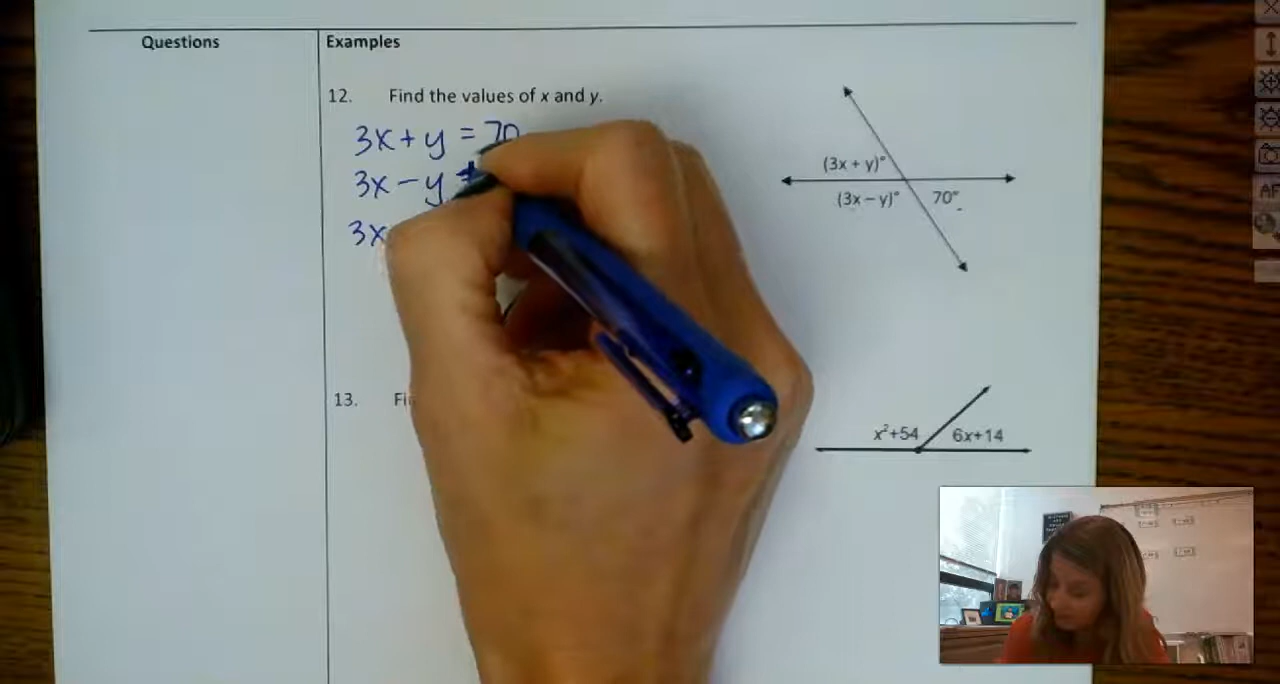 Questions
Examples
12. Find the values of x and y.
3x + y = 70
3x - y =
3x
(3x + y)°
(3x - y)° 70°
13.
x²+54 6x+14
AF